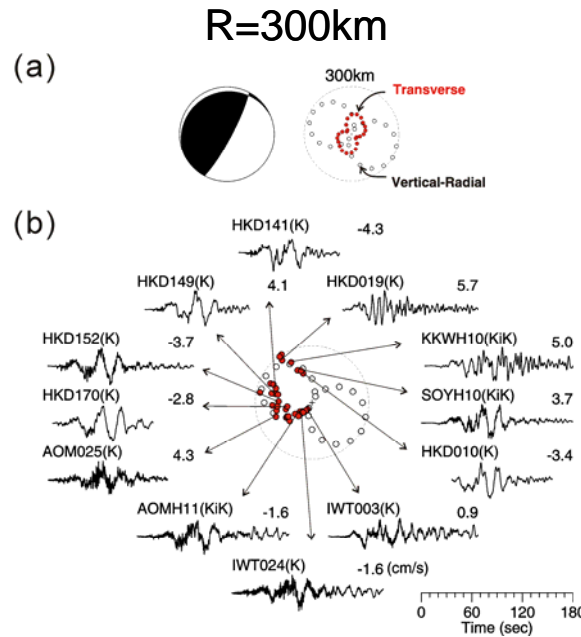 R=300km
(a)
300km
Transverse
Vertical-Radial
(b)
HKD141(K) -4.3
HKD149(K) 4.1
HKD019(K) 5.7
HKD152(K) -3.7
KKWH10(KiK) 5.0
HKD170(K) -2.8
SOYH10(KiK) 3.7
AOM025(K) 4.3
HKD010(K) -3.4
AOMH11(KiK) -1.6
IWT003(K) 0.9
IWT024(K) -1.6 (cm/s)
0 60 120 180
Time (sec)